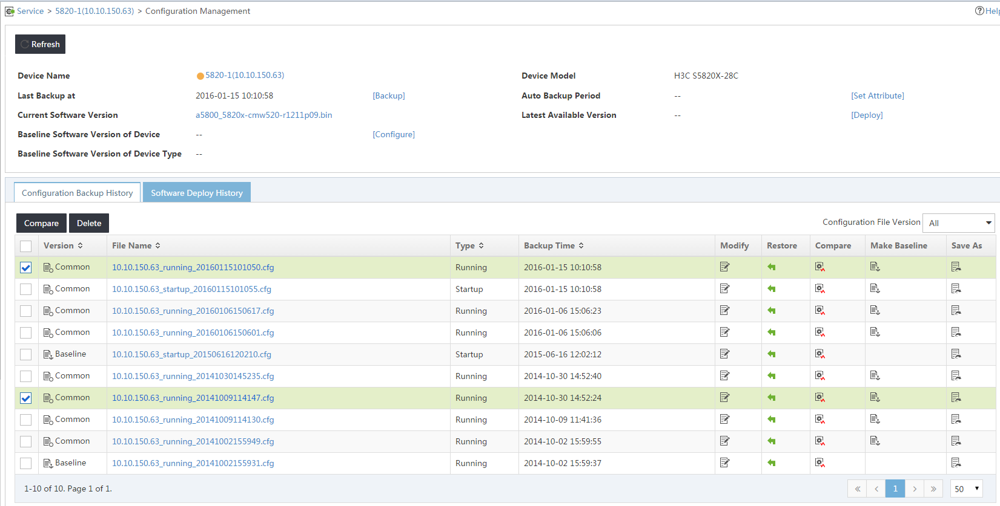 Service > 5820-1(10.10.150.63) > Configuration Management Help
Refresh
Device Name 5820-1(10.10.150.63) Device Model H3C S5820X-28C
Last Backup at 2016-01-15 10:10:58 [Backup] Auto Backup Period -- [Set Attribute]
Current Software Version a5800_5820x-cmw520-r1211p09.bin Latest Available Version -- [Deploy]
Baseline Software Version of Device -- [Configure]
Baseline Software Version of Device Type --
Configuration Backup History Software Deploy History
Compare Delete Configuration File Version All
Version File Name Type Backup Time Modify Restore Compare Make Baseline Save As
Common 10.10.150.63_running_20160115101050.cfg Running 2016-01-15 10:10:58
Common 10.10.150.63_startup_20160115101055.cfg Startup 2016-01-15 10:10:58
Common 10.10.150.63_running_20160106150617.cfg Running 2016-01-06 15:06:23
Common 10.10.150.63_running_20160106150601.cfg Running 2016-01-06 15:06:06
Baseline 10.10.150.63_startup_20150616120210.cfg Startup 2015-06-16 12:02:12
Common 10.10.150.63_running_20141030145235.cfg Running 2014-10-30 14:52:40
Common 10.10.150.63_running_20141009114147.cfg Running 2014-10-30 14:52:24
Common 10.10.150.63_running_20141009114130.cfg Running 2014-10-09 11:41:36
Common 10.10.150.63_running_20141002155949.cfg Running 2014-10-02 15:59:55
Baseline 10.10.150.63_running_20141002155931.cfg Running 2014-10-02 15:59:37
1-10 of 10. Page 1 of 1. « < 1 > » 50